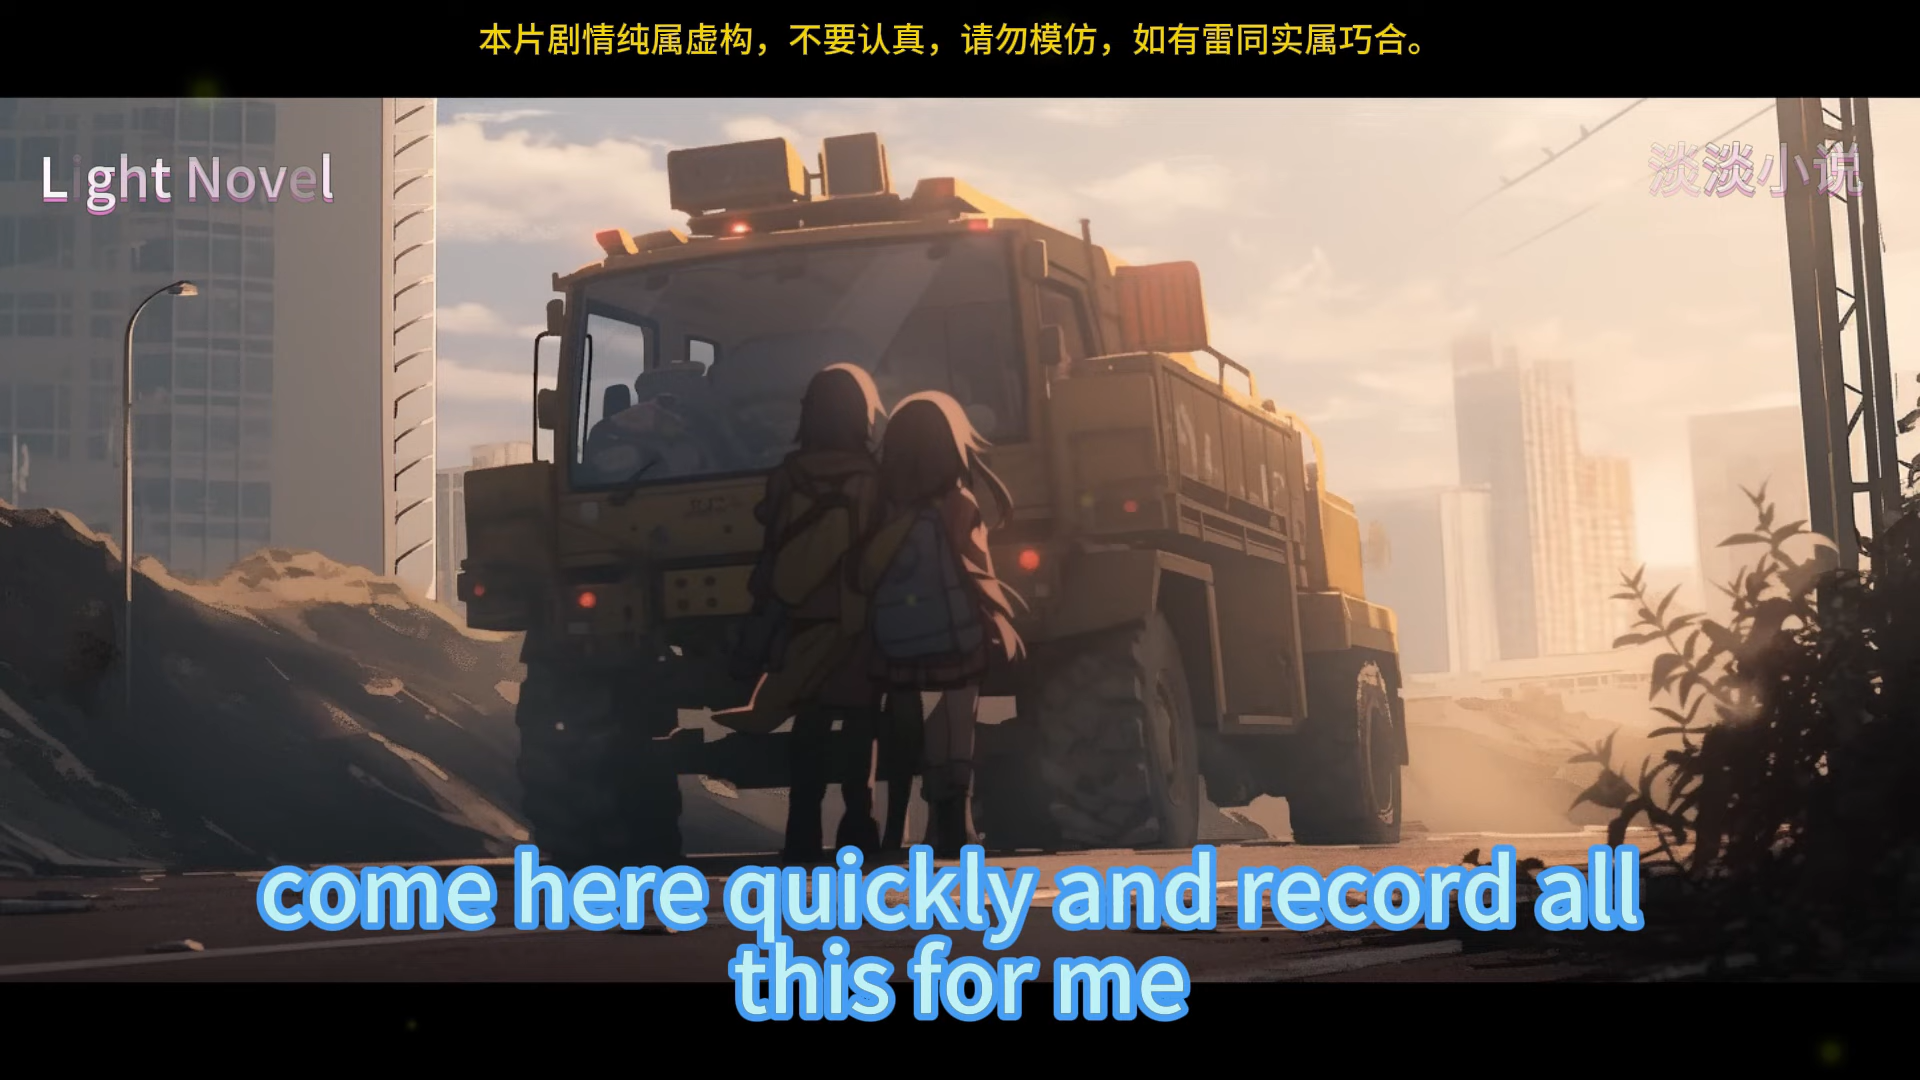 本片剧情纯属虚构，不要认真，请勿模仿，如有雷同实属巧合。
Light Novel
淡淡小说
come here quickly and record all
this for me